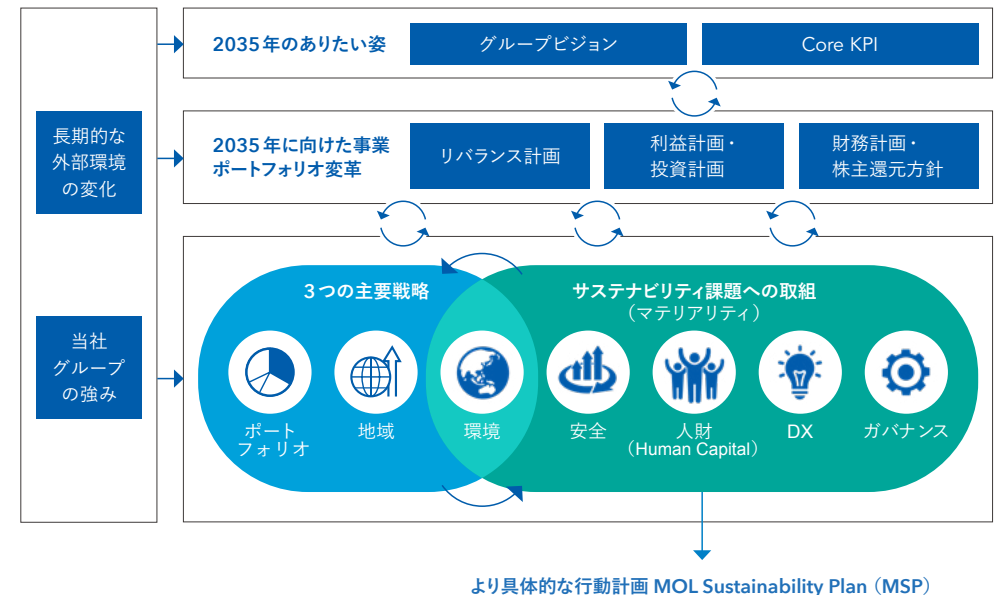 長期的な
外部環境
の変化
当社
グループ
の強み
2035年のありたい姿
グループビジョン
Core KPI
2035年に向けた事業
ポートフォリオ変革
リバランス計画
利益計画・
投資計画
財務計画・
株主還元方針
3つの主要戦略
サステナビリティ課題への取組
（マテリアリティ）
ポート
フォリオ
地域
環境
安全
人財
（Human Capital）
DX
ガバナンス
より具体的な行動計画 MOL Sustainability Plan（MSP）